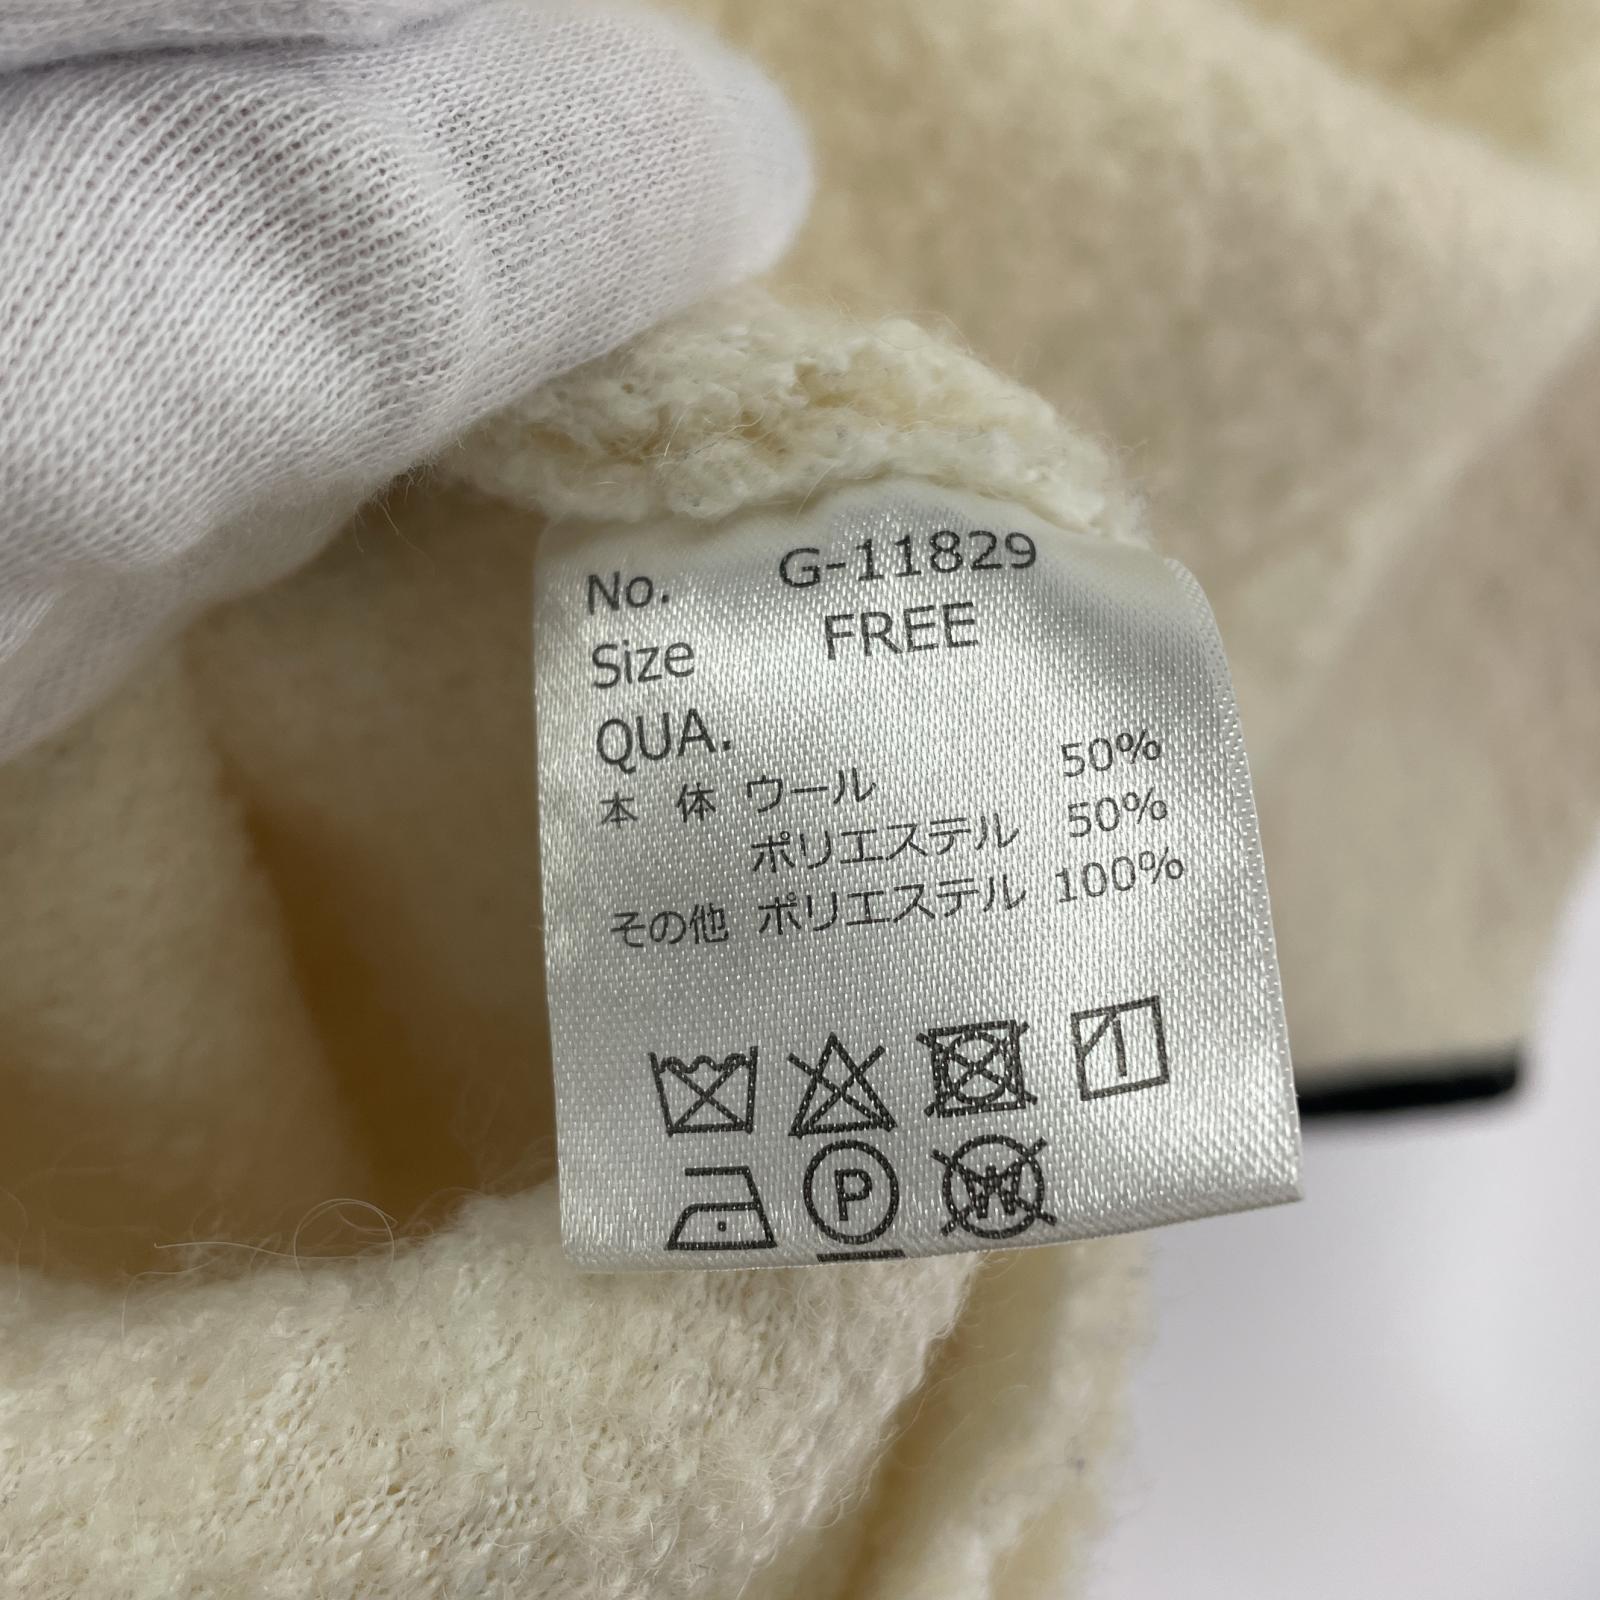 No. G-11829
Size FREE
QUA.
本体 ウール 50%
ポリエステル 50%
その他 ポリエステル 100%
P
W